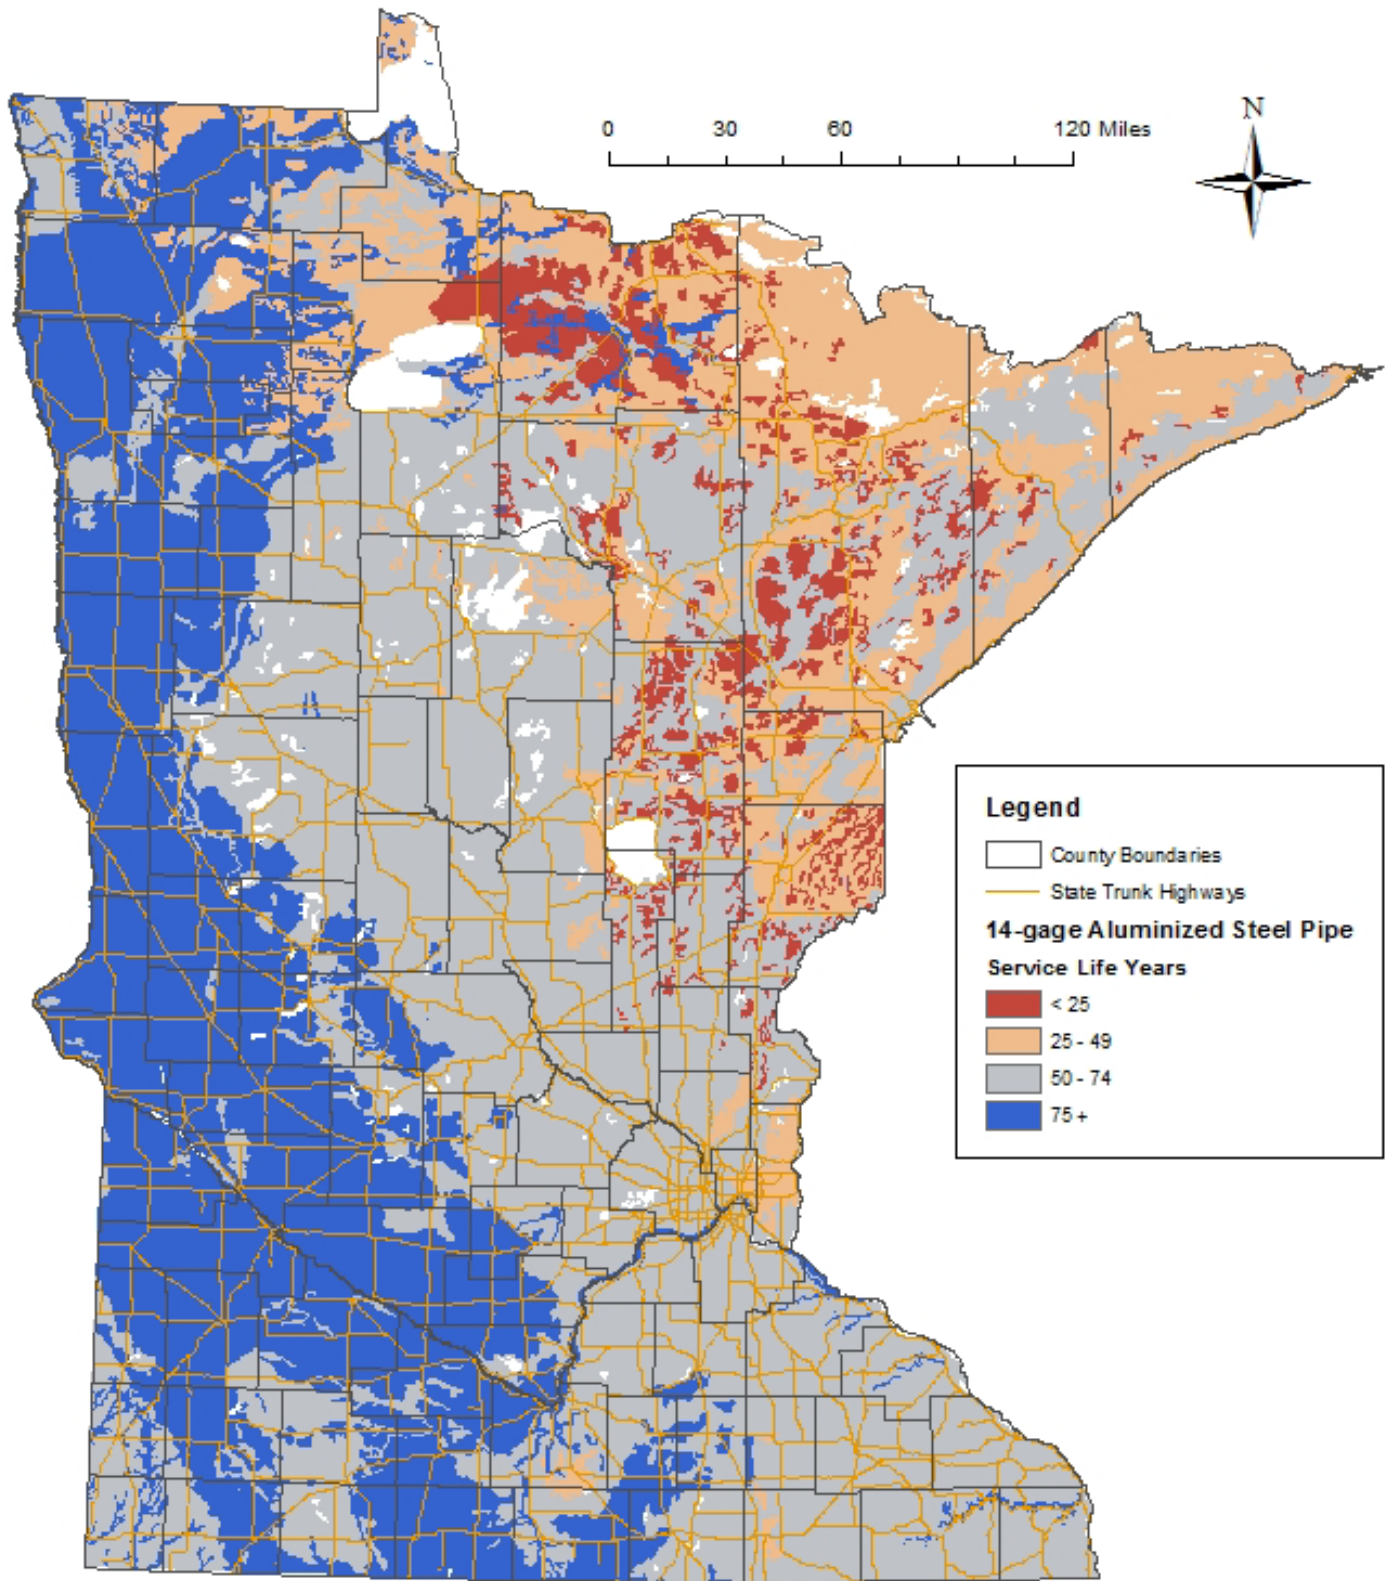 N
0 30 60 120 Miles
Legend
County Boundaries
State Trunk Highways
14-gage Aluminized Steel Pipe
Service Life Years
< 25
25 - 49
50 - 74
75 +